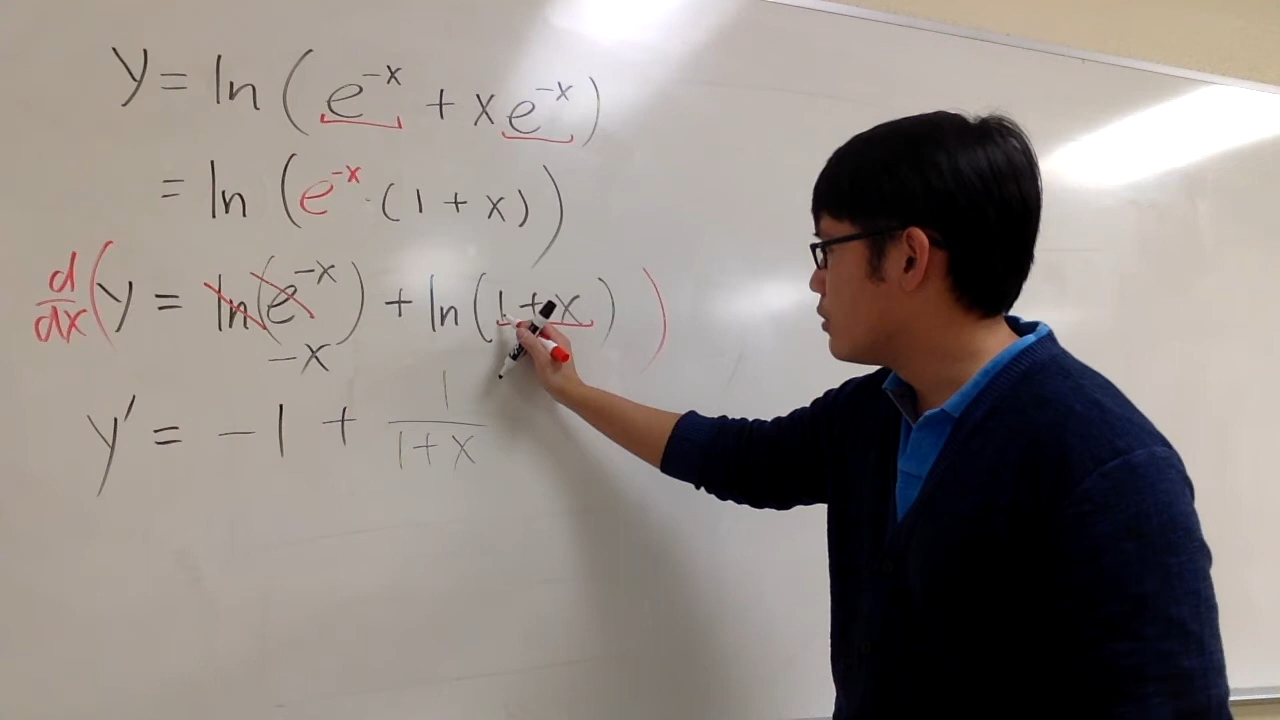 y = ln(e^{-x} + xe^{-x})
= ln(e^{-x} · (1 + x))
d/dx(y = ln(e^{-x}) + ln(1 + x))
-x
y' = -1 + 1/(1+x)